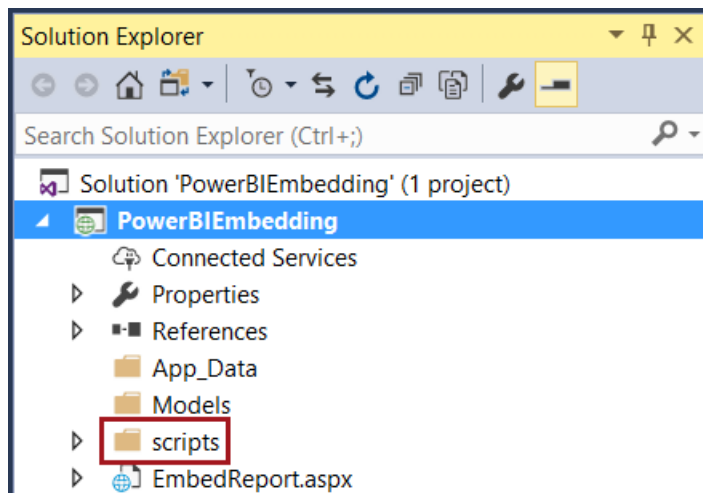 Solution Explorer
Search Solution Explorer (Ctrl+;)
Solution 'PowerBIEmbedding' (1 project)
PowerBIEmbedding
Connected Services
Properties
References
App_Data
Models
scripts
EmbedReport.aspx